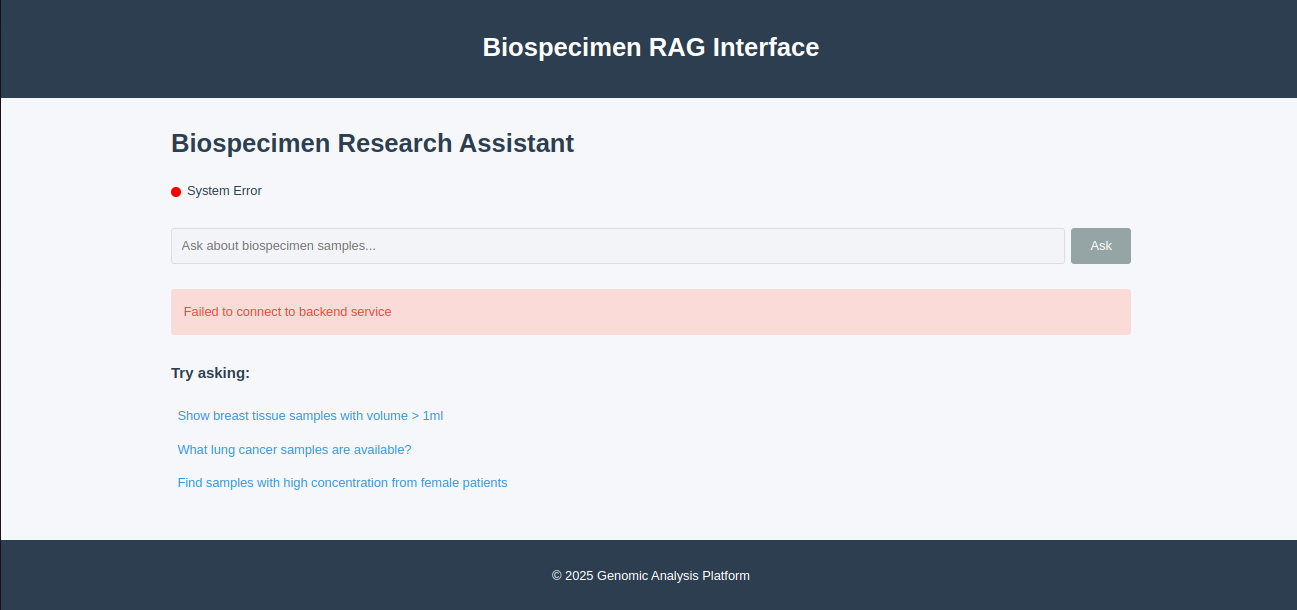 Biospecimen RAG Interface
Biospecimen Research Assistant
System Error
Ask about biospecimen samples...
Ask
Failed to connect to backend service
Try asking:
Show breast tissue samples with volume > 1ml
What lung cancer samples are available?
Find samples with high concentration from female patients
© 2025 Genomic Analysis Platform